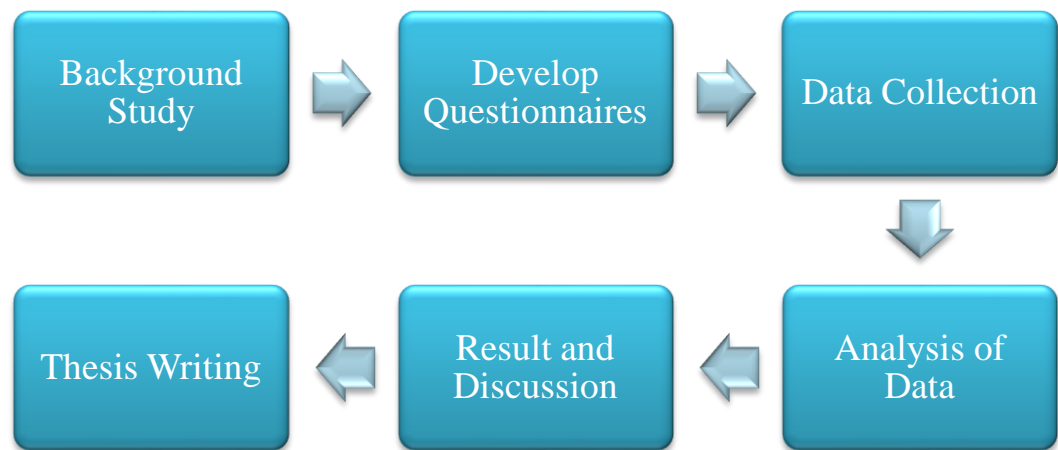 Background
Study
Develop
Questionnaires
Data Collection
Analysis of
Data
Result and
Discussion
Thesis Writing